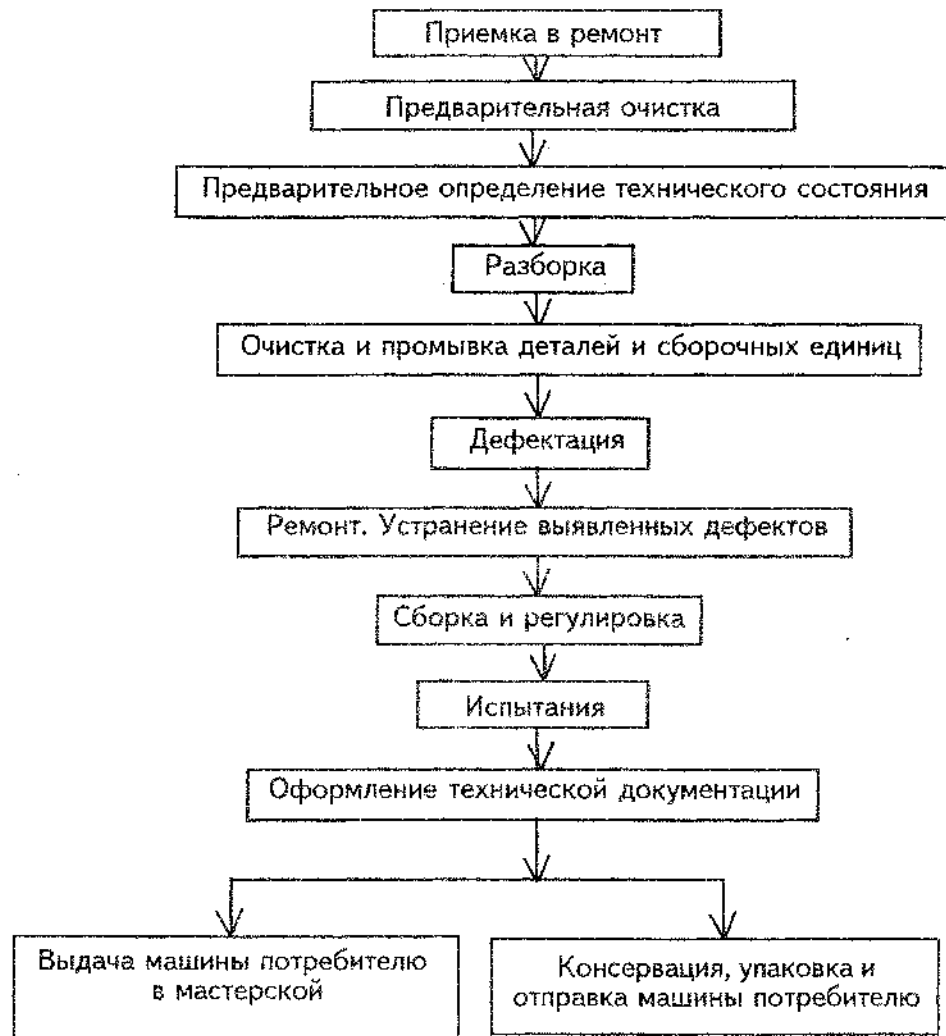 Приемка в ремонт
Предварительная очистка
Предварительное определение технического состояния
Разборка
Очистка и промывка деталей и сборочных единиц
Дефектация
Ремонт. Устранение выявленных дефектов
Сборка и регулировка
Испытания
Оформление технической документации
Выдача машины потребителю
в мастерской
Консервация, упаковка и
отправка машины потребителю